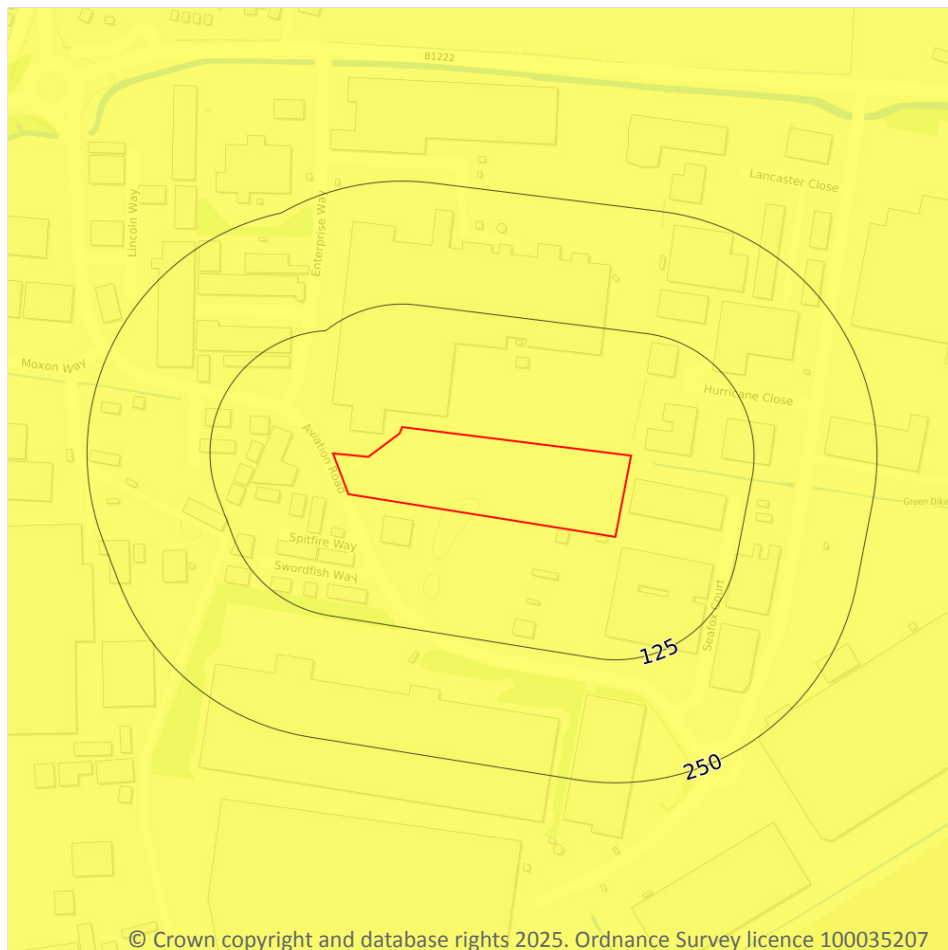 B1222
Lancaster Close
Lincoln Way
Enterprise Way
Moxon Way
Hurricane Close
Aviation Road
Green Dike
Spitfire Way
Swordfish Way
Seafox Court
125
250
© Crown copyright and database rights 2025. Ordnance Survey licence 100035207